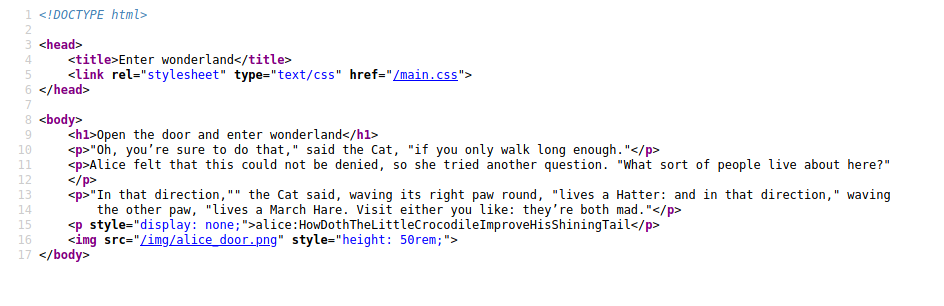 1 <!DOCTYPE html>
2
3 <head>
4     <title>Enter wonderland</title>
5     <link rel="stylesheet" type="text/css" href="/main.css">
6 </head>
7
8 <body>
9     <h1>Open the door and enter wonderland</h1>
10     <p>"Oh, you’re sure to do that," said the Cat, "if you only walk long enough."</p>
11     <p>Alice felt that this could not be denied, so she tried another question. "What sort of people live about here?"
12     </p>
13     <p>"In that direction,"" the Cat said, waving its right paw round, "lives a Hatter: and in that direction," waving
14         the other paw, "lives a March Hare. Visit either you like: they’re both mad."</p>
15     <p style="display: none;">alice:HowDothTheLittleCrocodileImproveHisShiningTail</p>
16     <img src="/img/alice_door.png" style="height: 50rem;">
17 </body>